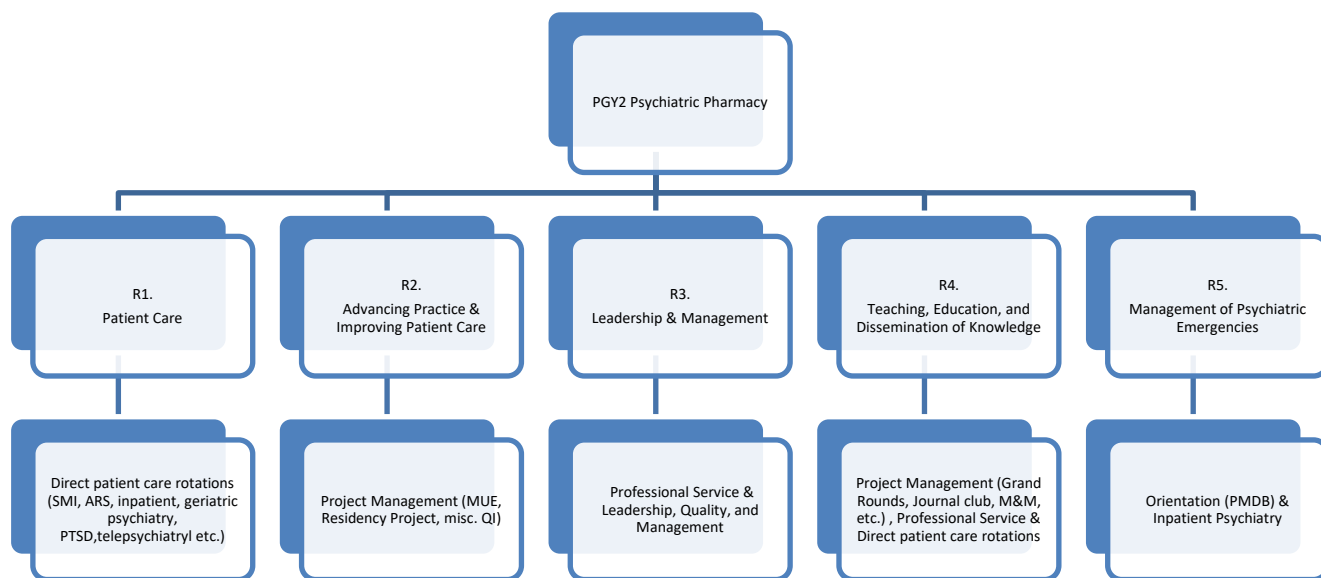 PGY2 Psychiatric Pharmacy
R1.
Patient Care
R2.
Advancing Practice &
Improving Patient Care
R3.
Leadership & Management
R4.
Teaching, Education, and
Dissemination of Knowledge
R5.
Management of Psychiatric
Emergencies
Direct patient care rotations
(SMI, ARS, inpatient, geriatric
psychiatry,
PTSD,telepsychiatryl etc.)
Project Management (MUE,
Residency Project, misc. QI)
Professional Service &
Leadership, Quality, and
Management
Project Management (Grand
Rounds, Journal club, M&M,
etc.) , Professional Service &
Direct patient care rotations
Orientation (PMDB) &
Inpatient Psychiatry